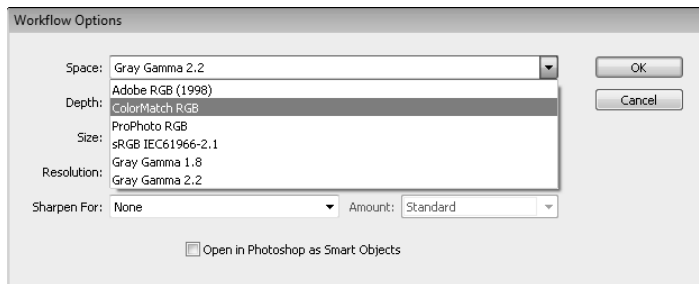 Workflow Options
Space: Gray Gamma 2.2
OK
Adobe RGB (1998)
Depth: ColorMatch RGB
Cancel
ProPhoto RGB
Size: sRGB IEC61966-2.1
Gray Gamma 1.8
Resolution: Gray Gamma 2.2
Sharpen For: None Amount: Standard
Open in Photoshop as Smart Objects